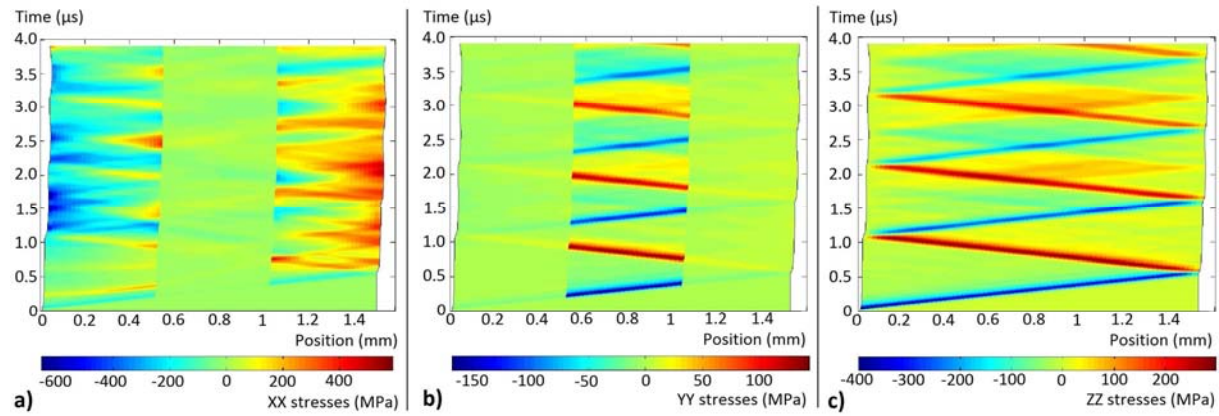 Time (µs)
4.0
3.5
3.0
2.5
2.0
1.5
1.0
0.5
0
0 0.2 0.4 0.6 0.8 1 1.2 1.4
Position (mm)
-600 -400 -200 0 200 400
XX stresses (MPa)
a)
Time (µs)
4.0
3.5
3.0
2.5
2.0
1.5
1.0
0.5
0
0 0.2 0.4 0.6 0.8 1 1.2 1.4
Position (mm)
-150 -100 -50 0 50 100
YY stresses (MPa)
b)
Time (µs)
4.0
3.5
3.0
2.5
2.0
1.5
1.0
0.5
0
0 0.2 0.4 0.6 0.8 1 1.2 1.4
Position (mm)
-400 -300 -200 -100 0 100 200
ZZ stresses (MPa)
c)